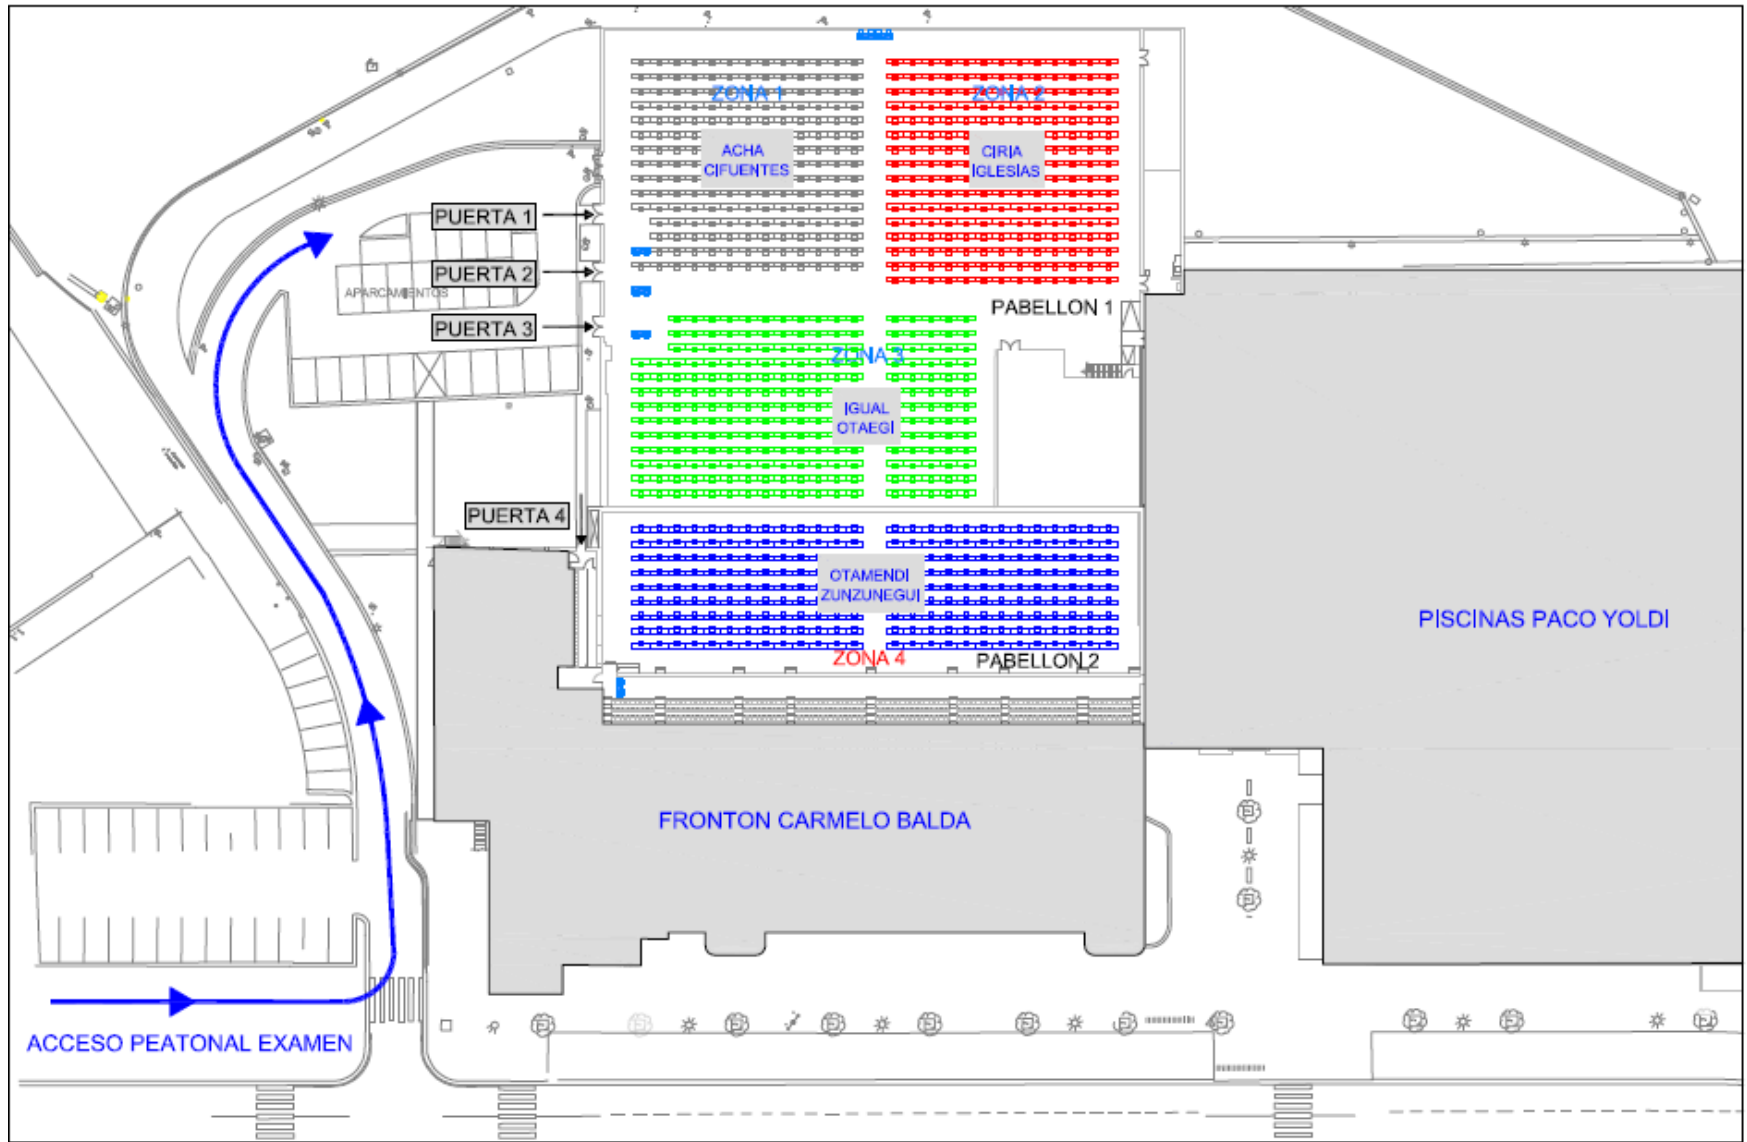 ZONA 1
ZONA 2
ACHA
CIFUENTES
CIRIA
IGLESIAS
PUERTA 1
PUERTA 2
APARCAMIENTOS
PUERTA 3
PABELLON 1
ZONA 3
IGUAL
OTAEGI
PUERTA 4
OTAMENDI
ZUNZUNEGUI
ZONA 4
PABELLON 2
PISCINAS PACO YOLDI
FRONTON CARMELO BALDA
ACCESO PEATONAL EXAMEN